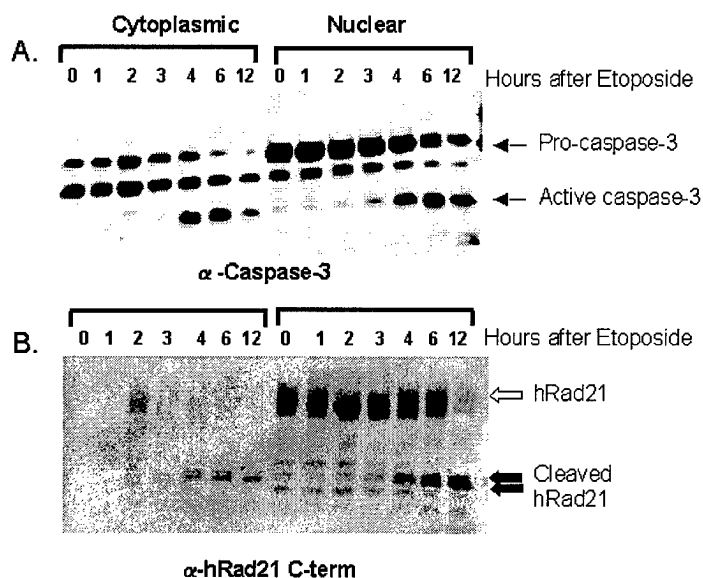 Cytoplasmic Nuclear
A.
0 1 2 3 4 6 12 0 1 2 3 4 6 12 Hours after Etoposide
Pro-caspase-3
Active caspase-3
α-Caspase-3
B.
0 1 2 3 4 6 12 0 1 2 3 4 6 12 Hours after Etoposide
hRad21
Cleaved
hRad21
α-hRad21 C-term